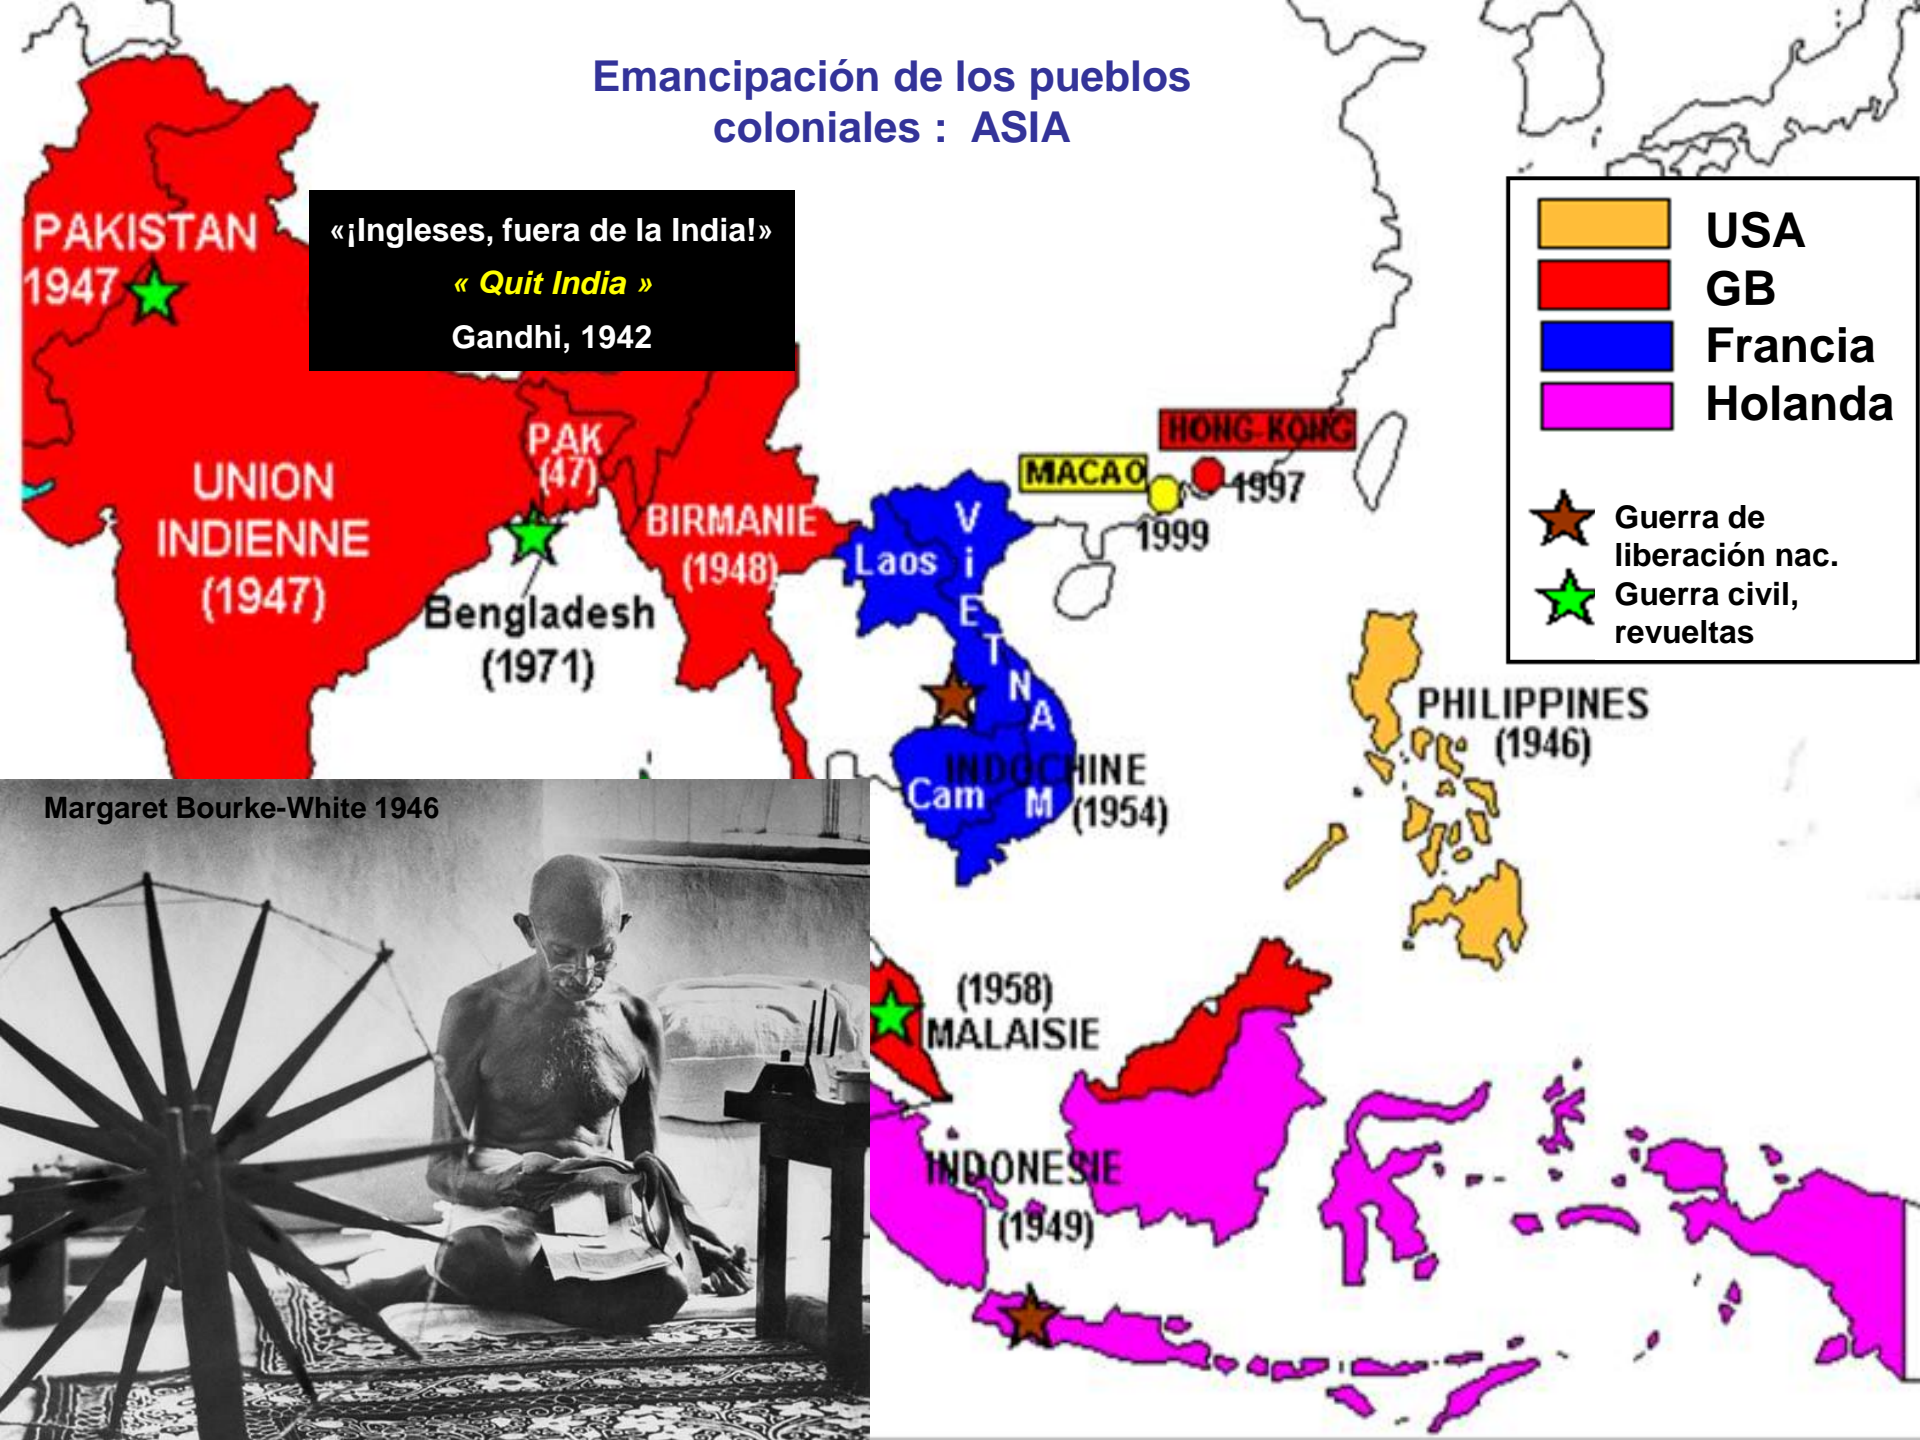 Emancipación de los pueblos
coloniales :  ASIA
«¡Ingleses, fuera de la India!»
« Quit India »
Gandhi, 1942
PAKISTAN
1947
PAK
(47)
UNION
INDIENNE
(1947)
BIRMANIE
(1948)
Bengladesh
(1971)
HONG-KONG
1997
MACAO
1999
Laos
ViETNAM
Cam
INDOCHINE
(1954)
PHILIPPINES
(1946)
(1958)
MALAISIE
INDONESIE
(1949)
USA
GB
Francia
Holanda
Guerra de
liberación nac.
Guerra civil,
revueltas
Margaret Bourke-White 1946